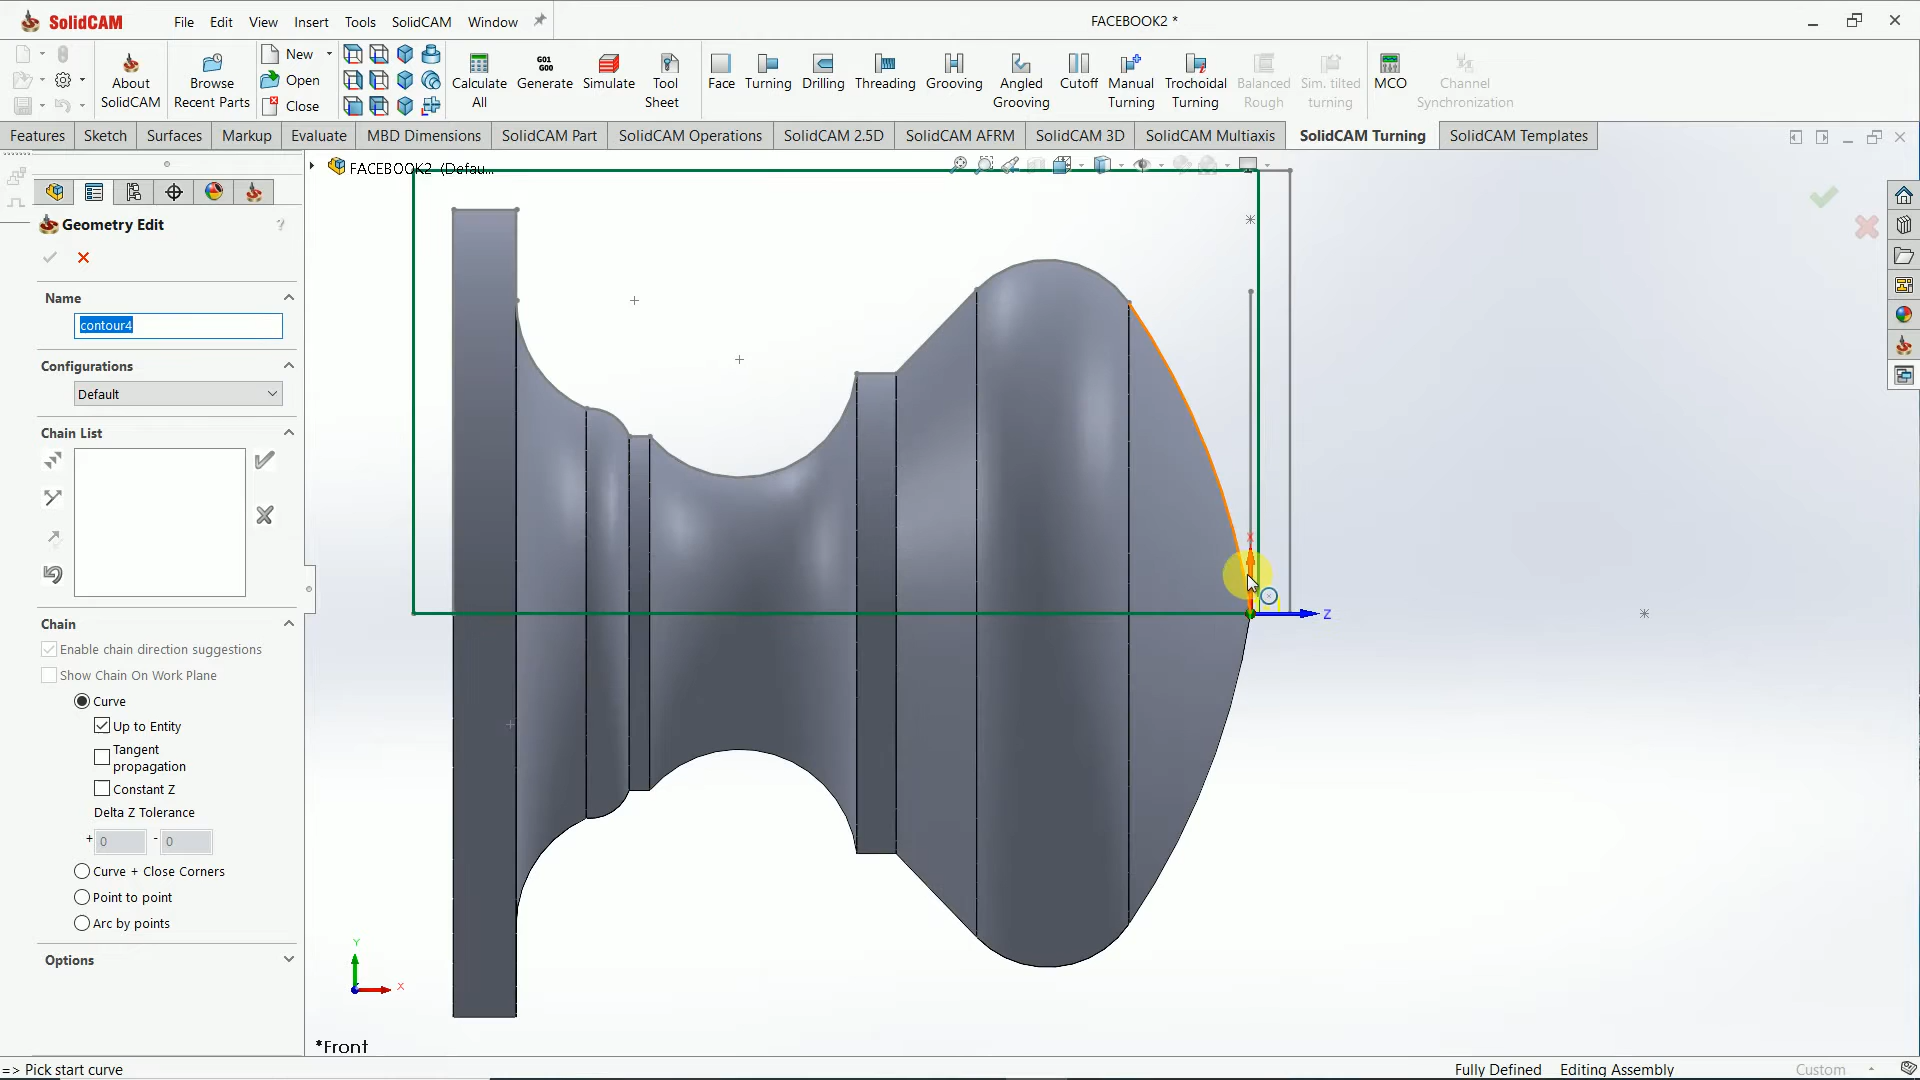 SolidCAM
File Edit View Insert Tools SolidCAM Window
FACEBOOK2 *
About SolidCAM
Browse Recent Parts
New
Open
Close
Calculate All
G01 G00
Generate
Simulate
Tool Sheet
Face
Turning
Drilling
Threading
Grooving
Angled Grooving
Cutoff
Manual Turning
Trochoidal Turning
Balanced Rough
Sim. tilted turning
MCO
Channel Synchronization
Features Sketch Surfaces Markup Evaluate MBD Dimensions SolidCAM Part SolidCAM Operations SolidCAM 2.5D SolidCAM AFRM SolidCAM 3D SolidCAM Multiaxis SolidCAM Turning SolidCAM Templates
FACEBOOK2 (Defau...
Geometry Edit ?
Name
contour4
Configurations
Default
Chain List
Chain
Enable chain direction suggestions
Show Chain On Work Plane
Curve
Up to Entity
Tangent propagation
Constant Z
Delta Z Tolerance
+ 0 - 0
Curve + Close Corners
Point to point
Arc by points
Options
X
Z
Y
X
*Front
=> Pick start curve
Fully Defined Editing Assembly Custom